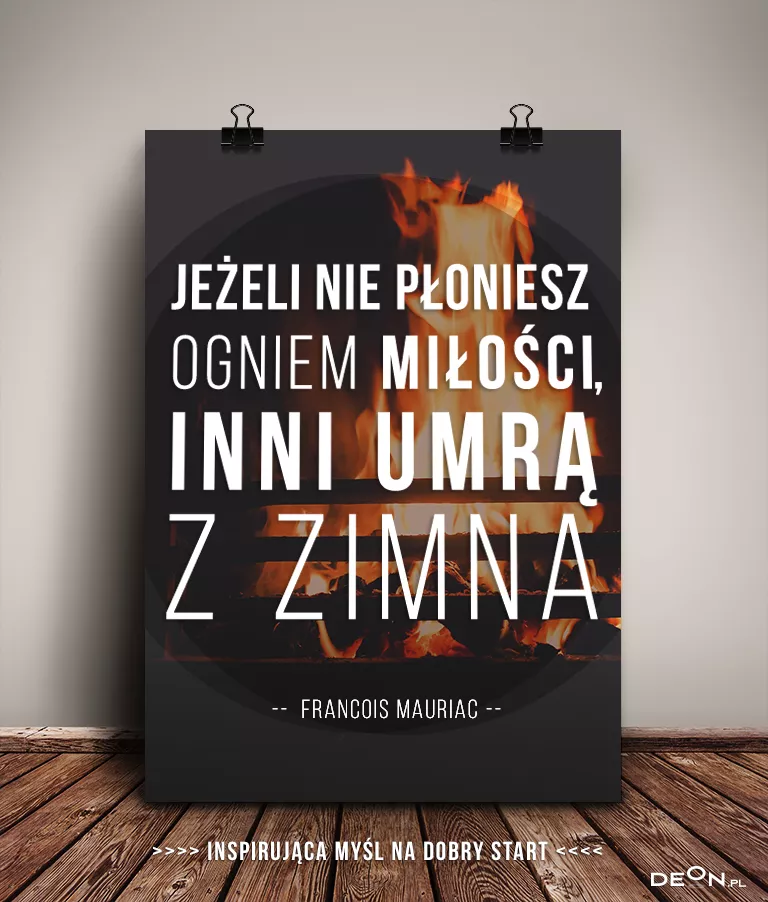 JEŻELI NIE PŁONIESZ
OGNIEM MIŁOŚCI,
INNI UMRĄ
Z ZIMNA
-- FRANCOIS MAURIAC --
>>>> INSPIRUJĄCA MYŚL NA DOBRY START <<<<
DEON.PL